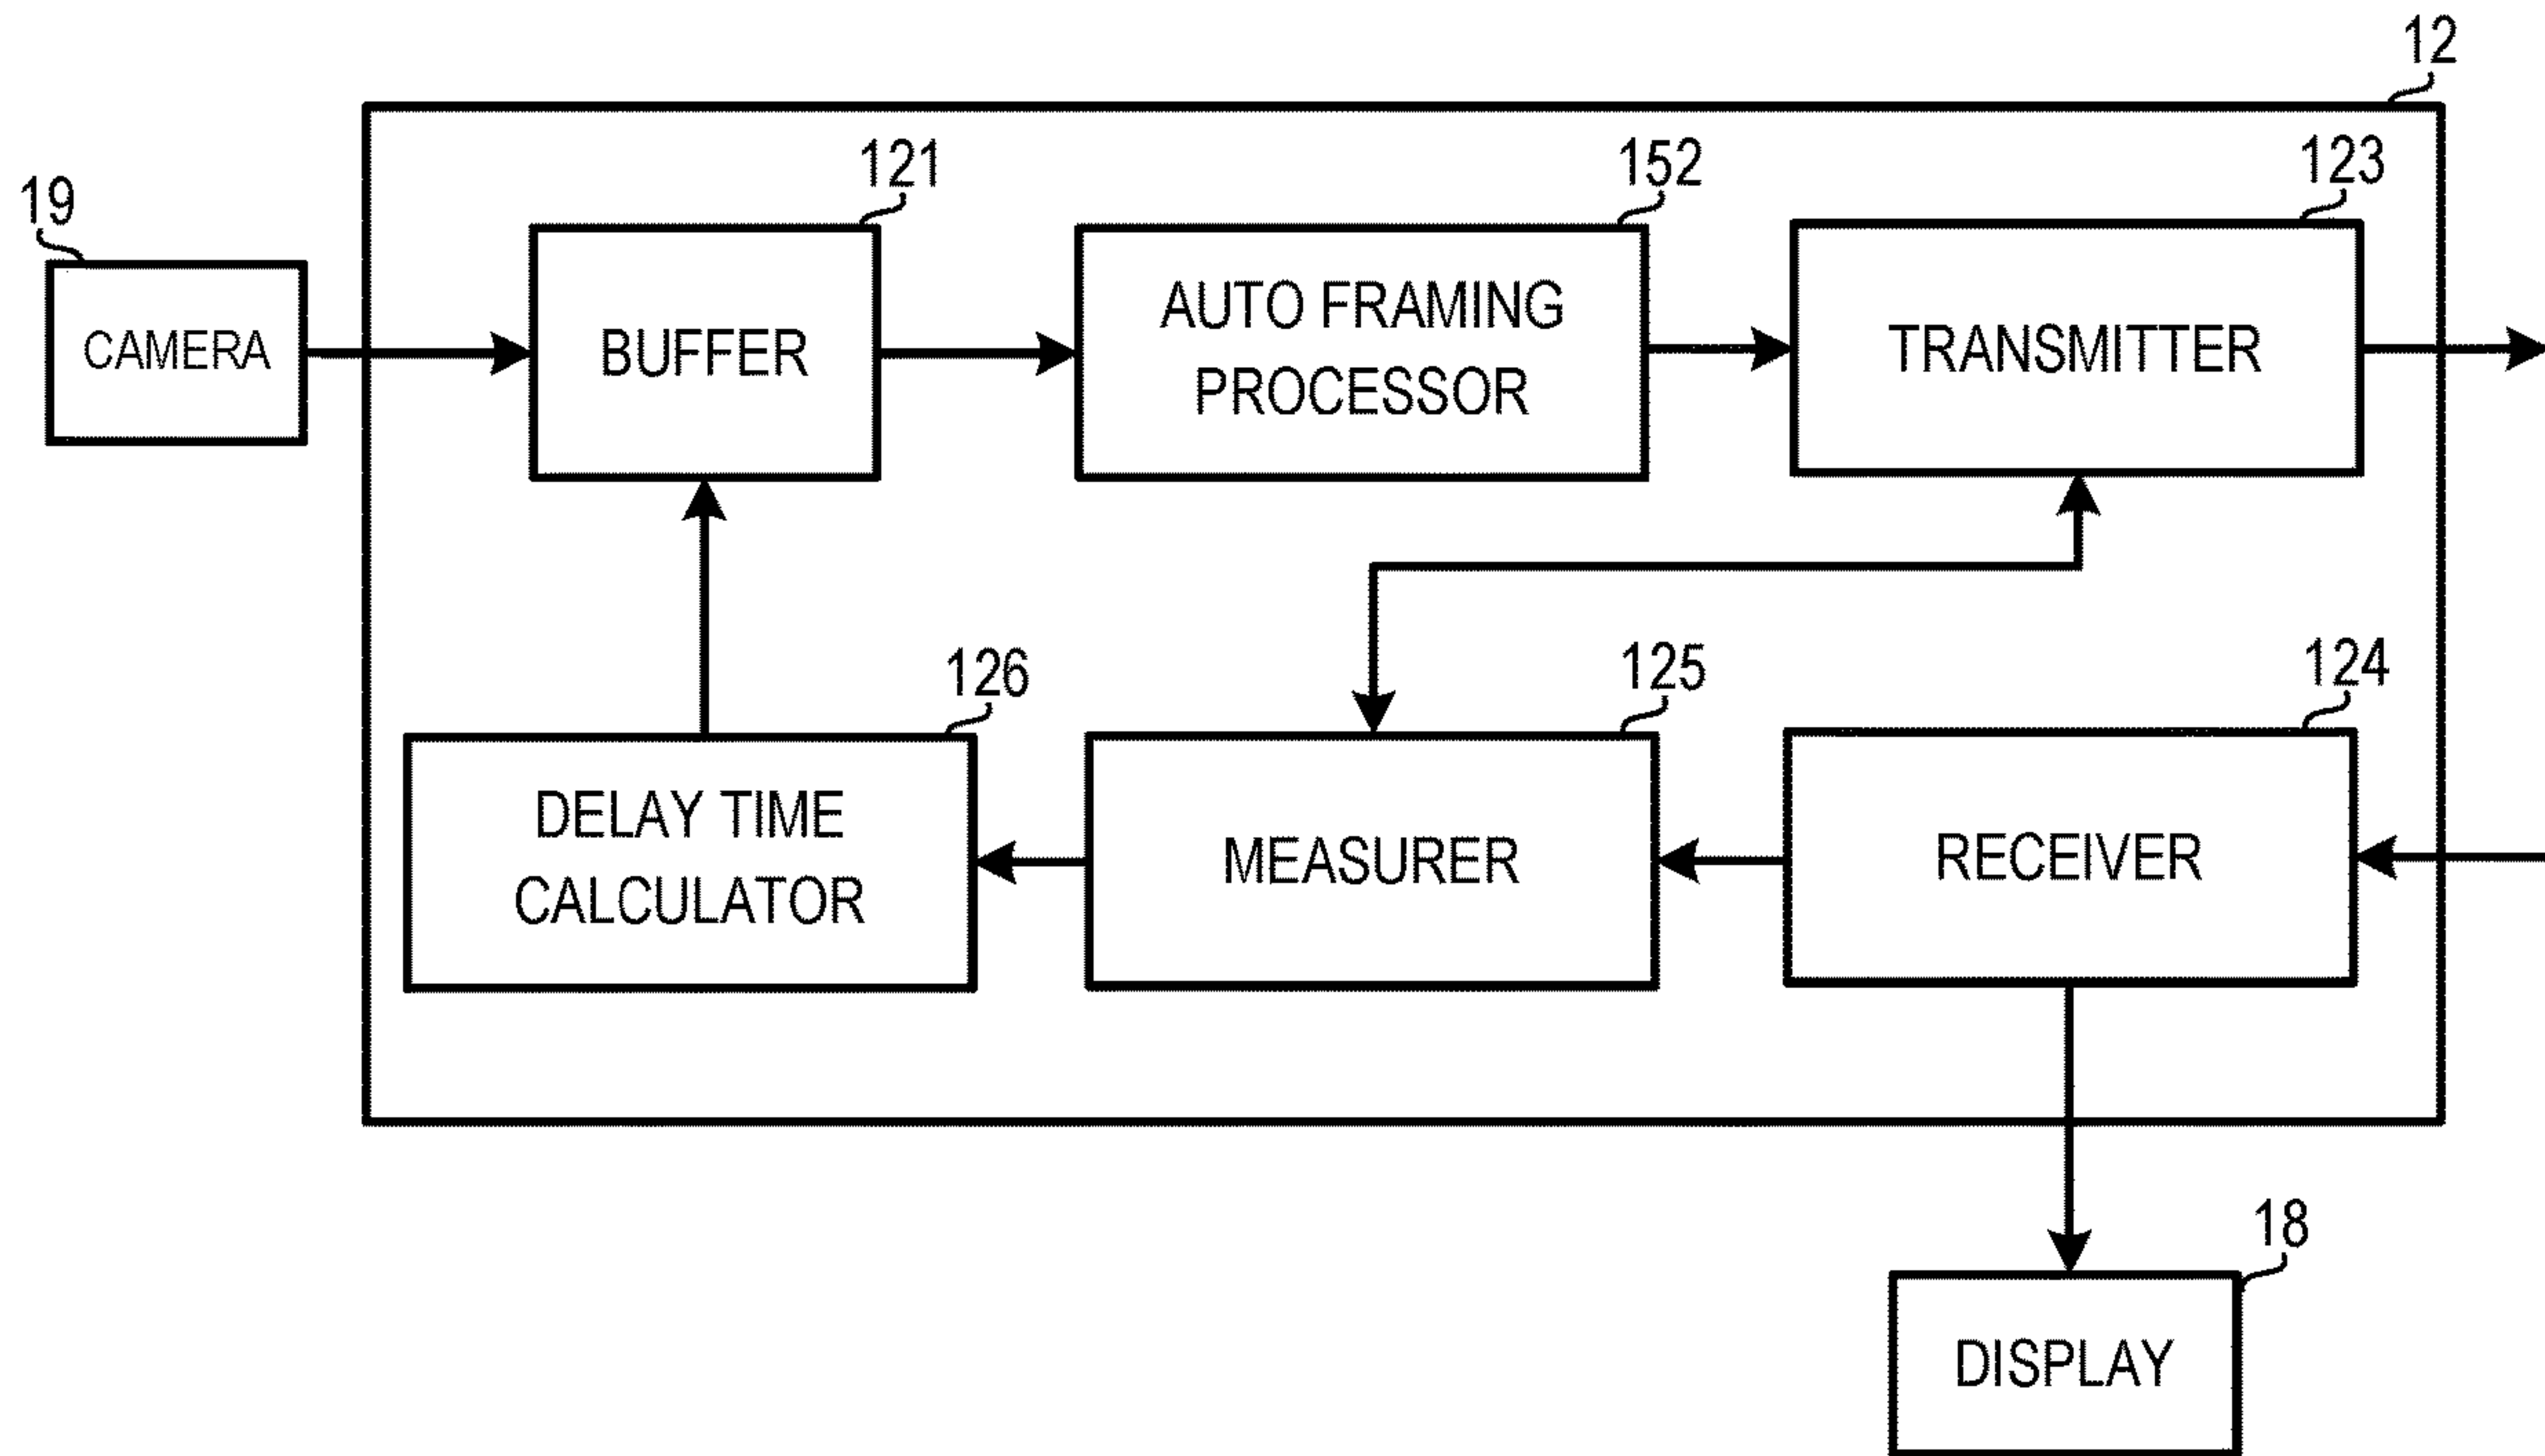 12
121
152
123
19
CAMERA
BUFFER
AUTO FRAMING
PROCESSOR
TRANSMITTER
126
125
124
DELAY TIME
CALCULATOR
MEASURER
RECEIVER
18
DISPLAY